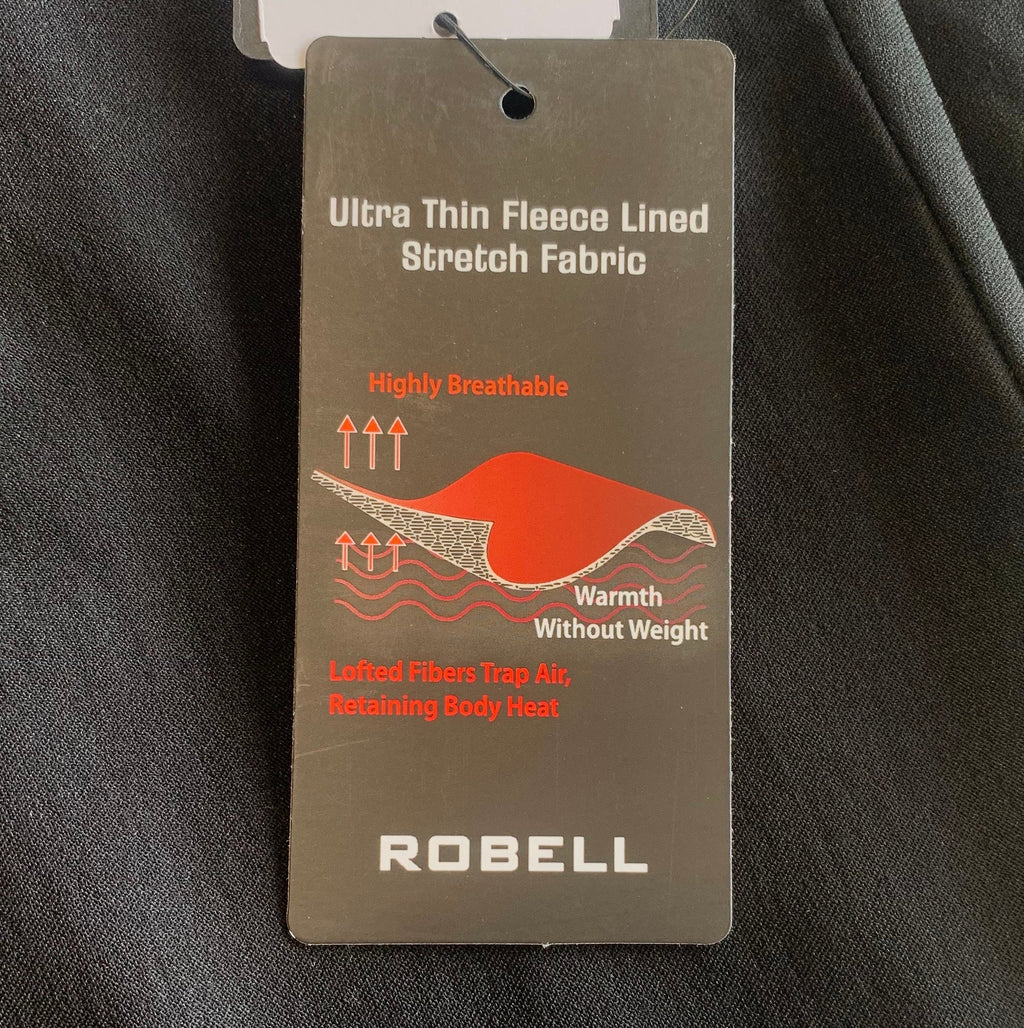 Ultra Thin Fleece Lined
Stretch Fabric
Highly Breathable
Warmth
Without Weight
Lofted Fibers Trap Air,
Retaining Body Heat
ROBELL